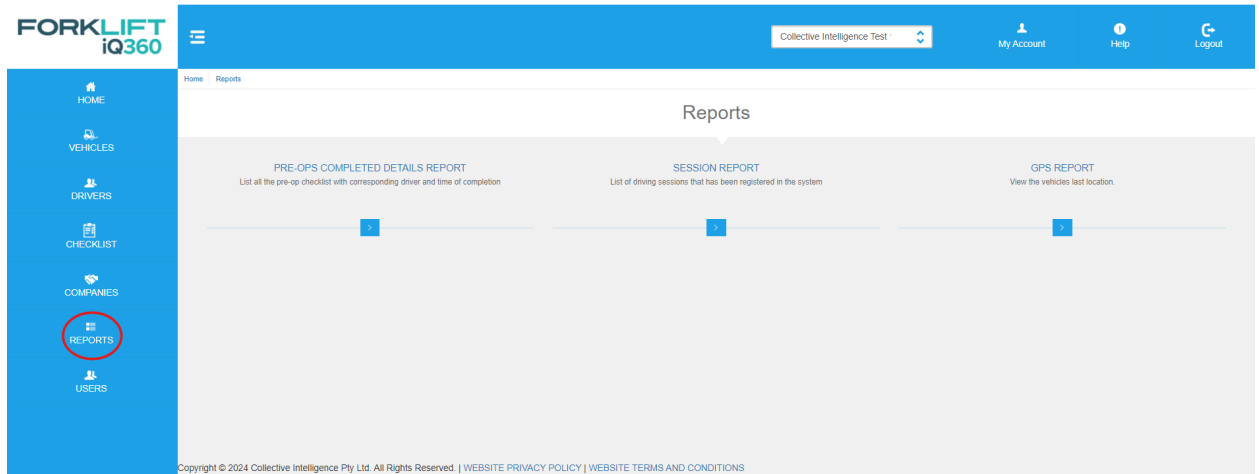 FORKLIFT
iQ360
Collective Intelligence Test
My Account
Help
Logout
HOME
VEHICLES
DRIVERS
CHECKLIST
COMPANIES
REPORTS
USERS
Home
Reports
Reports
PRE-OPS COMPLETED DETAILS REPORT
List all the pre-op checklist with corresponding driver and time of completion
SESSION REPORT
List of driving sessions that has been registered in the system
GPS REPORT
View the vehicles last location.
Copyright © 2024 Collective Intelligence Pty Ltd. All Rights Reserved. | WEBSITE PRIVACY POLICY | WEBSITE TERMS AND CONDITIONS